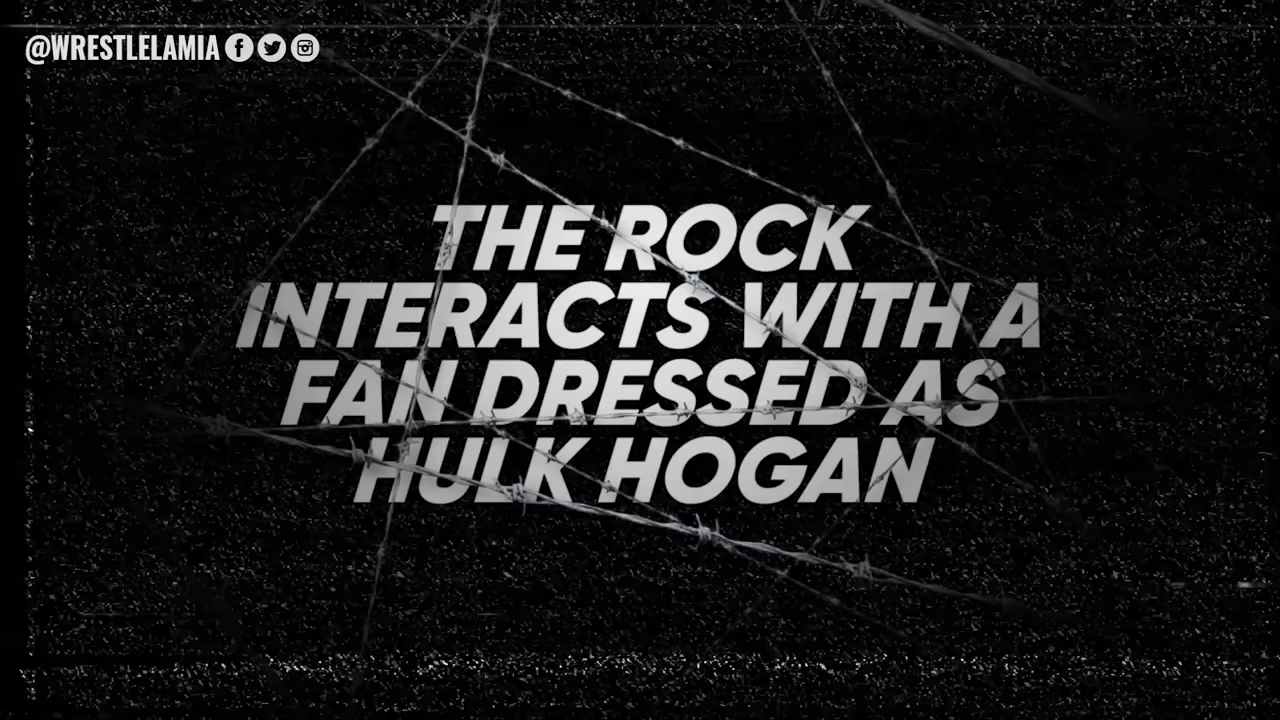 @WRESTLELAMIA
THE ROCK
INTERACTS WITH A
FAN DRESSED AS
HULK HOGAN